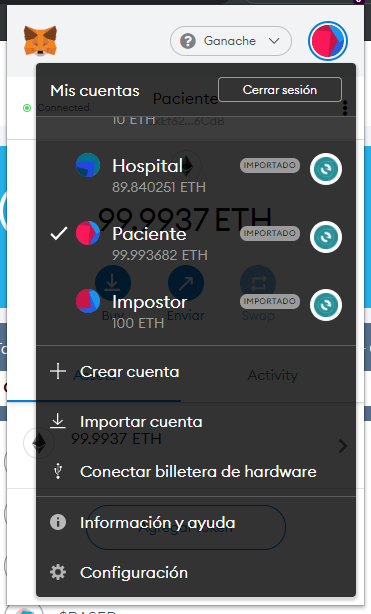 Ganache
Mis cuentas
Cerrar sesión
Connected
Paciente
10 ETH
Hospital
IMPORTADO
89.840251 ETH
99.9937 ETH
Paciente
IMPORTADO
99.993682 ETH
Impostor
IMPORTADO
100 ETH
Buy
Enviar
Swap
Crear cuenta
Assets
Activity
Importar cuenta
99.9937 ETH
Conectar billetera de hardware
Información y ayuda
Configuración